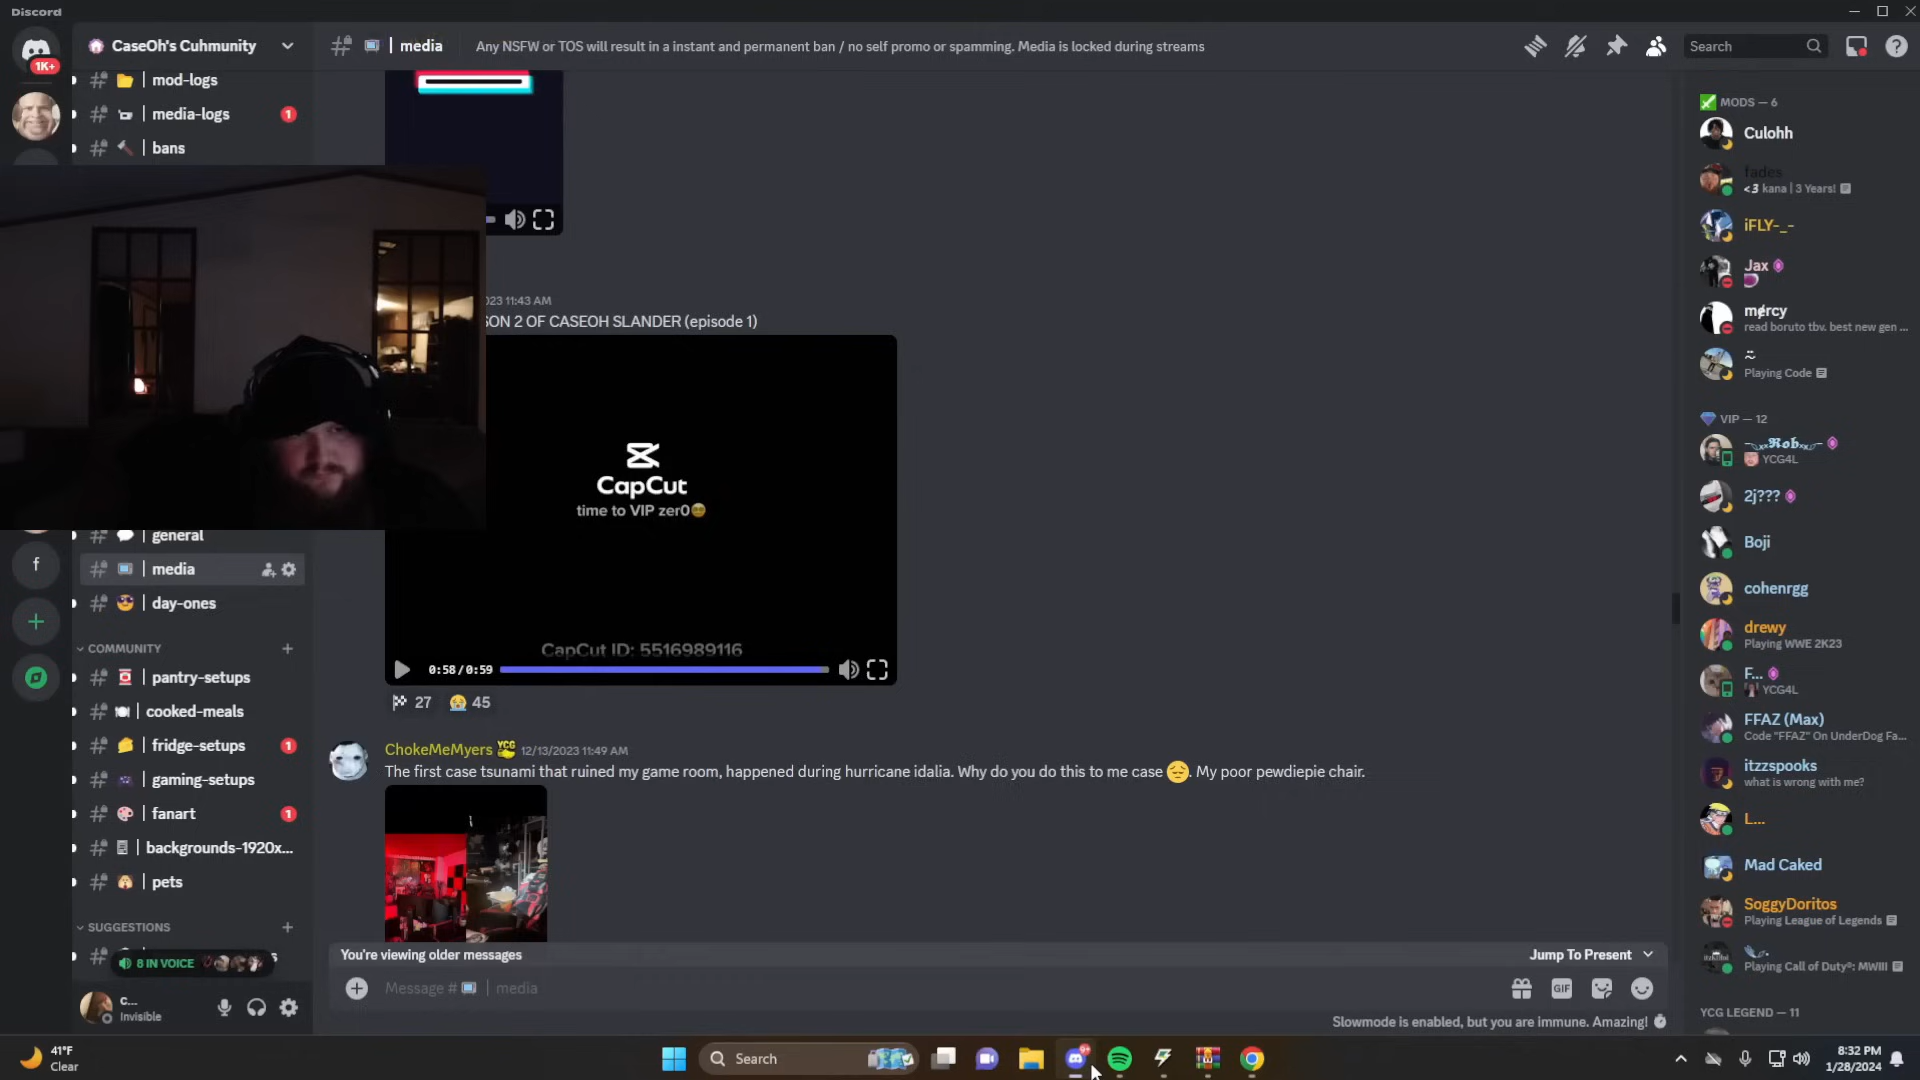 Discord
CaseOh's Cuhmunity
media
Any NSFW or TOS will result in a instant and permanent ban / no self promo or spamming. Media is locked during streams
Search
1K+
mod-logs
media-logs 1
bans
general
media
day-ones
COMMUNITY
pantry-setups
cooked-meals
fridge-setups 1
gaming-setups
fanart 1
backgrounds-1920x...
pets
SUGGESTIONS
8 IN VOICE
c...
Invisible
f
023 11:43 AM
SON 2 OF CASEOH SLANDER (episode 1)
CapCut
time to VIP zer0
CapCut ID: 5516989116
0:58/0:59
27 45
ChokeMeMyers YCG 12/13/2023 11:49 AM
The first case tsunami that ruined my game room, happened during hurricane idalia. Why do you do this to me case 😔. My poor pewdiepie chair.
You're viewing older messages
Jump To Present
Message # | media
GIF
Slowmode is enabled, but you are immune. Amazing!
MODS — 6
Culohh
fades
<3 kana | 3 Years!
iFLY-_-
Jax
mercy
read boruto tbv. best new gen ...
Playing Code
VIP — 12
YCG4L
2j???
Boji
cohenrgg
drewy
Playing WWE 2K23
F...
YCG4L
FFAZ (Max)
Code "FFAZ" On UnderDog Fa...
itzzspooks
what is wrong with me?
L...
Mad Caked
SoggyDoritos
Playing League of Legends
Playing Call of Duty®: MWIII
YCG LEGEND — 11
41°F
Clear
Search
9+
8:32 PM
1/28/2024